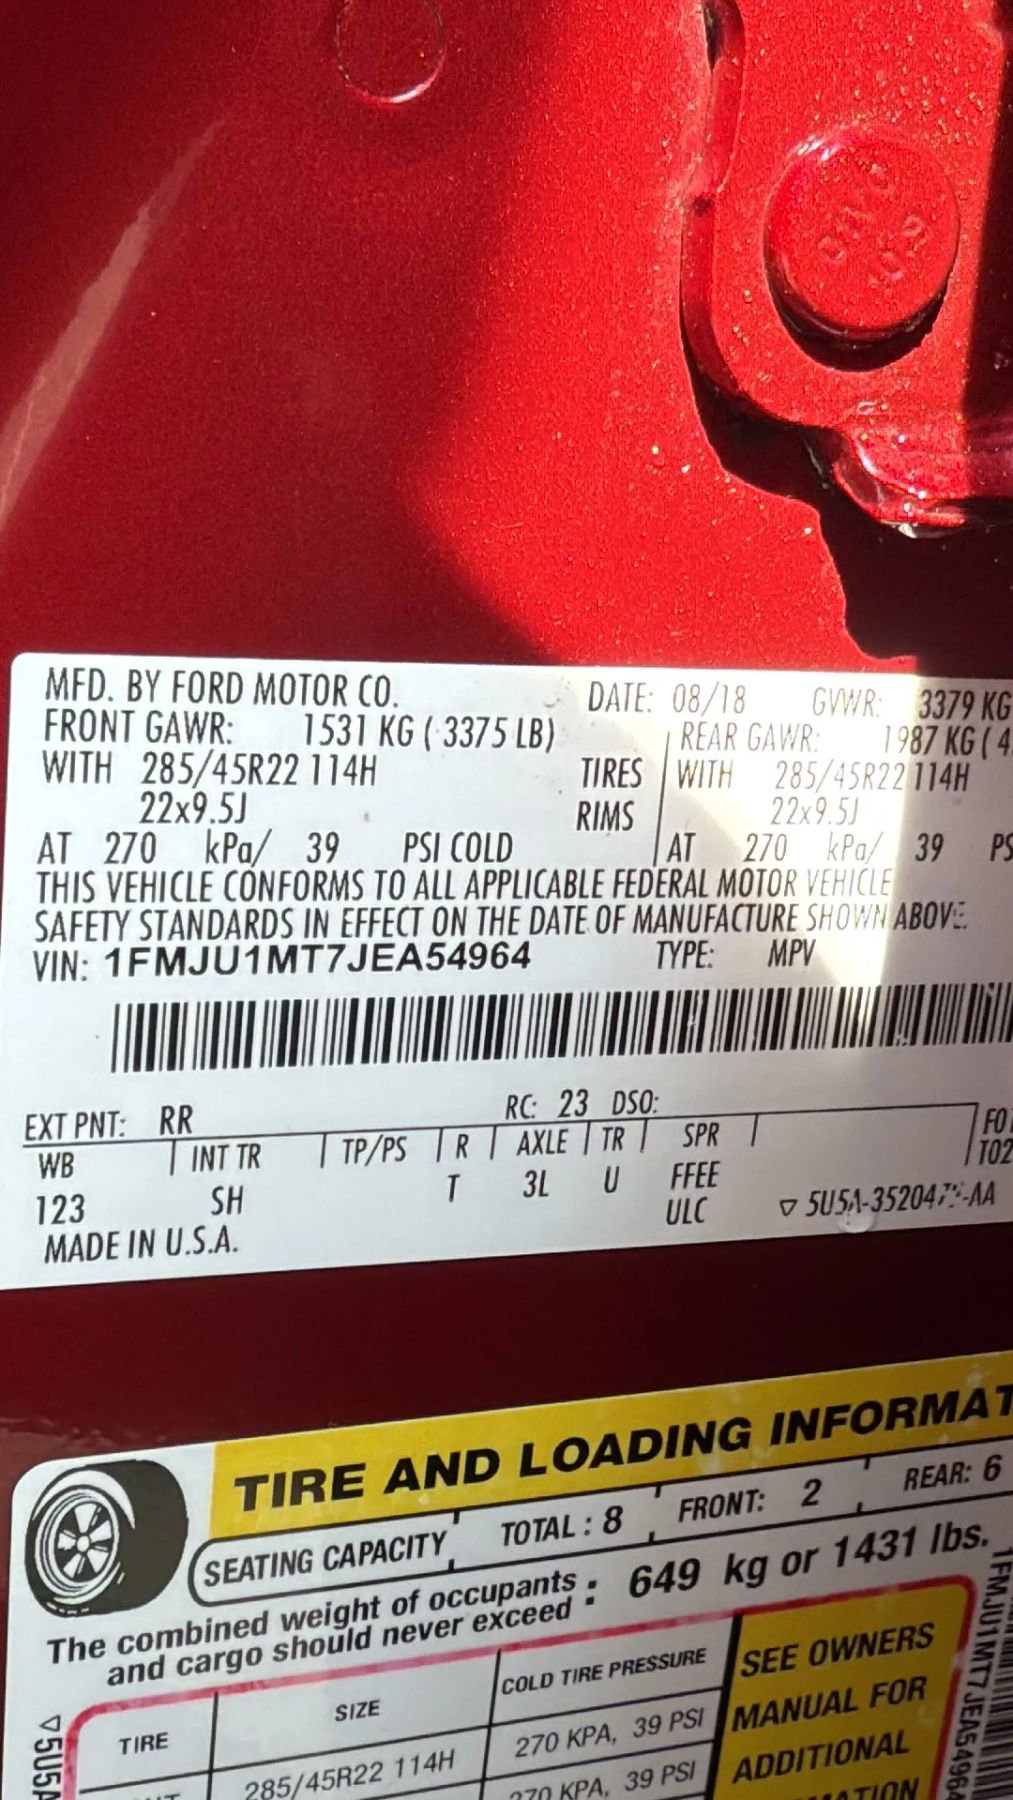 MFD. BY FORD MOTOR CO. DATE: 08/18 GVWR: 3379 KG
FRONT GAWR: 1531 KG ( 3375 LB) REAR GAWR: 1987 KG ( 4
WITH 285/45R22 114H TIRES WITH 285/45R22 114H
22x9.5J RIMS 22x9.5J
AT 270 kPa/ 39 PSI COLD AT 270 kPa/ 39 PS
THIS VEHICLE CONFORMS TO ALL APPLICABLE FEDERAL MOTOR VEHICLE
SAFETY STANDARDS IN EFFECT ON THE DATE OF MANUFACTURE SHOWN ABOVE.
VIN: 1FMJU1MT7JEA54964 TYPE: MPV
EXT PNT: RR RC: 23 DSO:
WB INT TR TP/PS R AXLE TR SPR
123 SH T 3L U FFEE
ULC
MADE IN U.S.A.
TIRE AND LOADING INFORMAT
SEATING CAPACITY TOTAL : 8 FRONT: 2 REAR: 6
The combined weight of occupants
and cargo should never exceed : 649 kg or 1431 lbs.
TIRE SIZE COLD TIRE PRESSURE
285/45R22 114H 270 KPA, 39 PSI
270 KPA, 39 PSI
SEE OWNERS
MANUAL FOR
ADDITIONAL
1FMJU1MT7JEA5496